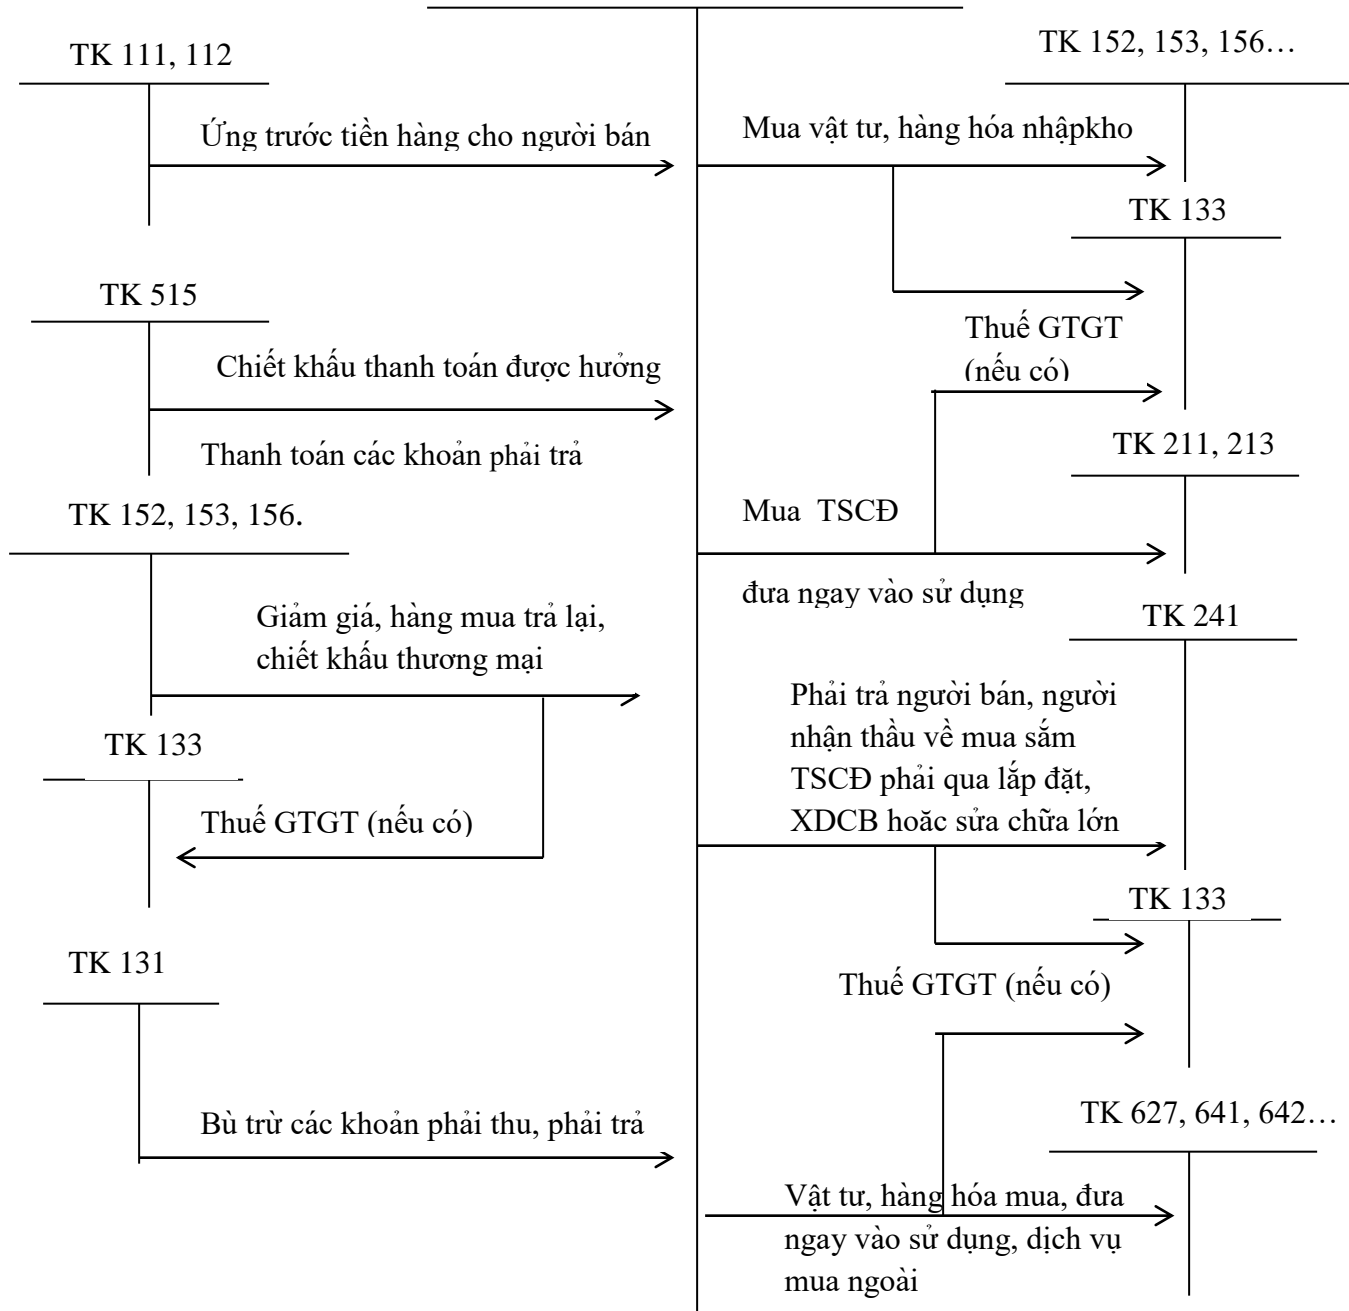 TK 111, 112
Ứng trước tiền hàng cho người bán
TK 515
Chiết khấu thanh toán được hưởng
Thanh toán các khoản phải trả
TK 152, 153, 156.
Giảm giá, hàng mua trả lại,
chiết khấu thương mại
TK 133
Thuế GTGT (nếu có)
TK 131
Bù trừ các khoản phải thu, phải trả
TK 152, 153, 156…
Mua vật tư, hàng hóa nhậpkho
TK 133
Thuế GTGT
(nếu có)
TK 211, 213
Mua TSCĐ
đưa ngay vào sử dụng
TK 241
Phải trả người bán, người
nhận thầu về mua sắm
TSCĐ phải qua lắp đặt,
XDCB hoăc sửa chữa lớn
TK 133
Thuế GTGT (nếu có)
TK 627, 641, 642…
Vật tư, hàng hóa mua, đưa
ngay vào sử dụng, dịch vụ
mua ngoài